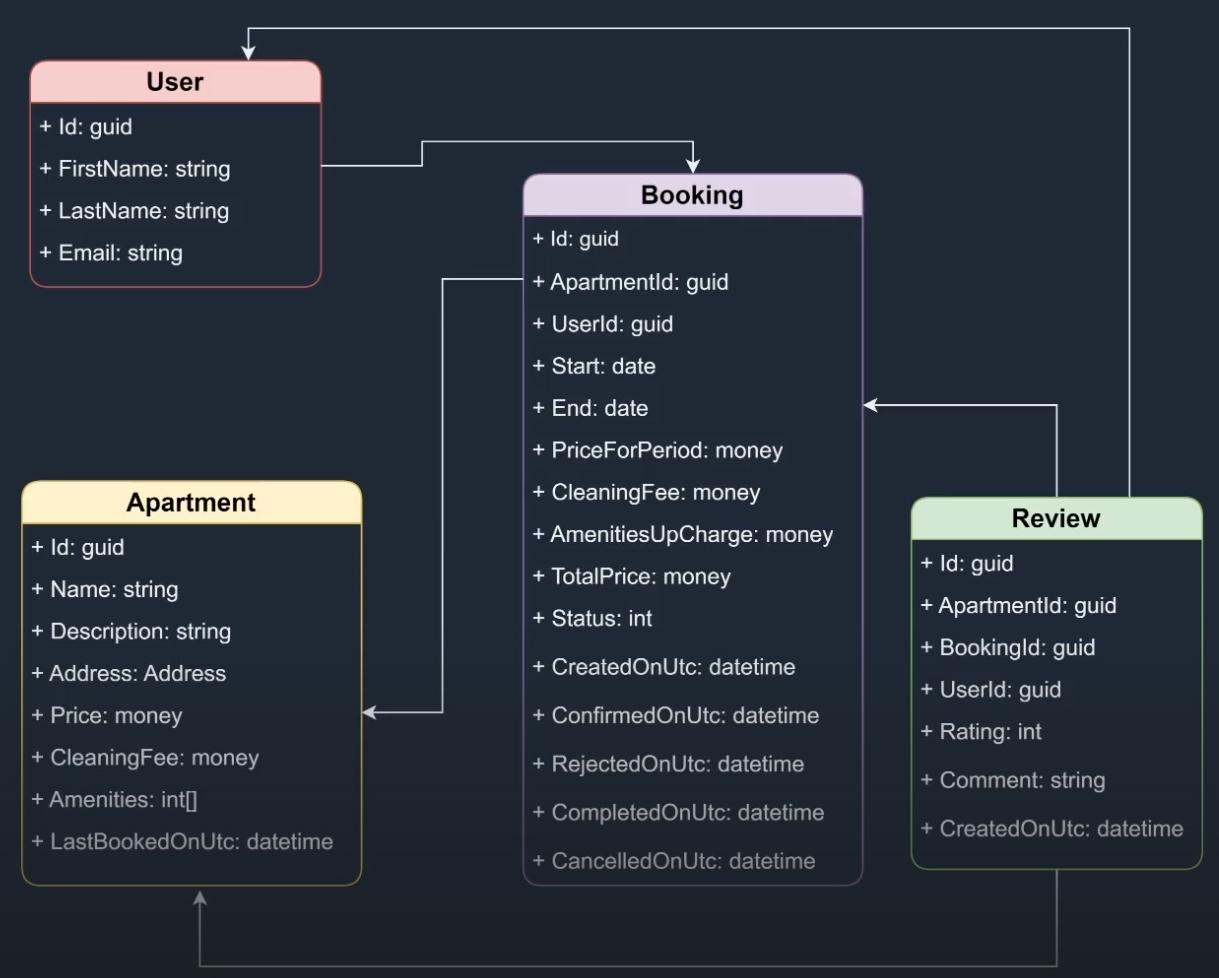 User
+ Id: guid
+ FirstName: string
+ LastName: string
+ Email: string
Booking
+ Id: guid
+ ApartmentId: guid
+ UserId: guid
+ Start: date
+ End: date
+ PriceForPeriod: money
+ CleaningFee: money
+ AmenitiesUpCharge: money
+ TotalPrice: money
+ Status: int
+ CreatedOnUtc: datetime
+ ConfirmedOnUtc: datetime
+ RejectedOnUtc: datetime
+ CompletedOnUtc: datetime
+ CancelledOnUtc: datetime
Apartment
+ Id: guid
+ Name: string
+ Description: string
+ Address: Address
+ Price: money
+ CleaningFee: money
+ Amenities: int[]
+ LastBookedOnUtc: datetime
Review
+ Id: guid
+ ApartmentId: guid
+ BookingId: guid
+ UserId: guid
+ Rating: int
+ Comment: string
+ CreatedOnUtc: datetime